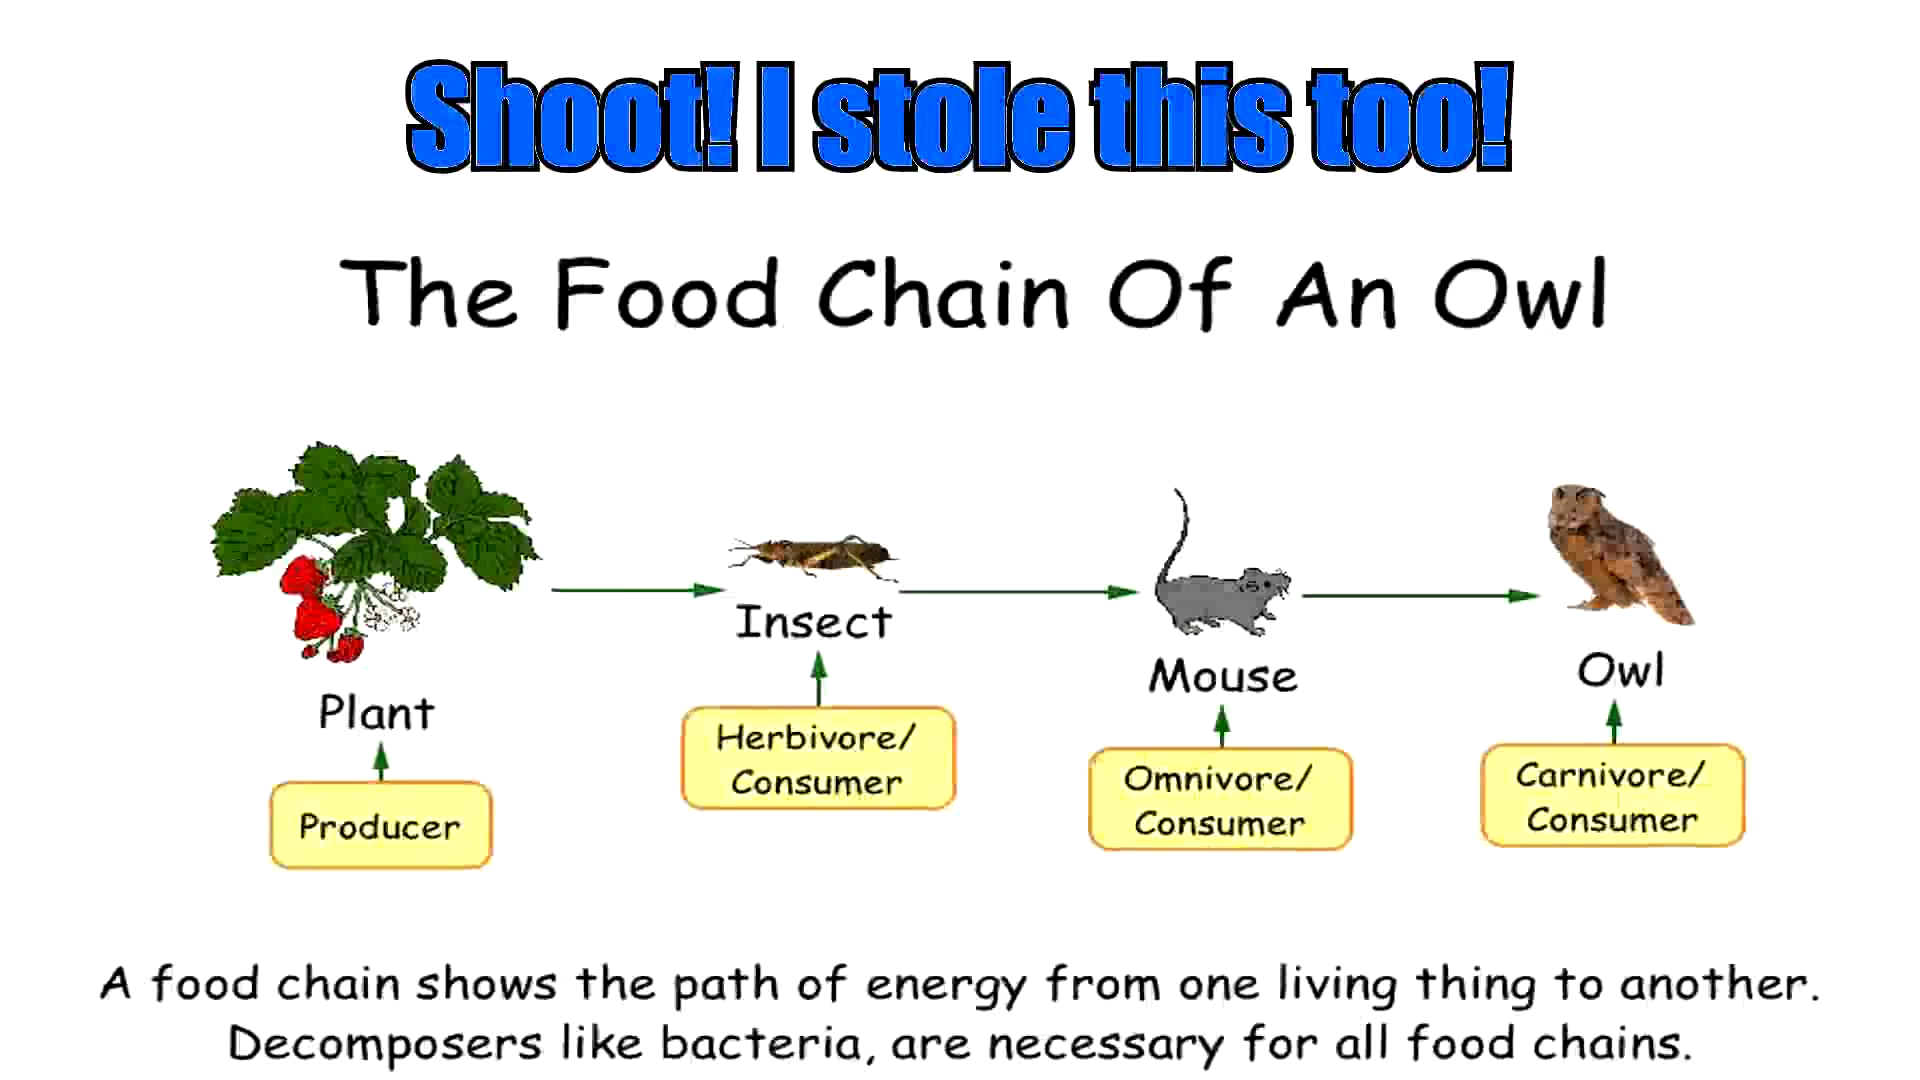 Shoot! I stole this too!
The Food Chain Of An Owl
Insect
Mouse
Owl
Plant
Herbivore/
Consumer
Omnivore/
Consumer
Carnivore/
Consumer
Producer
A food chain shows the path of energy from one living thing to another.
Decomposers like bacteria, are necessary for all food chains.